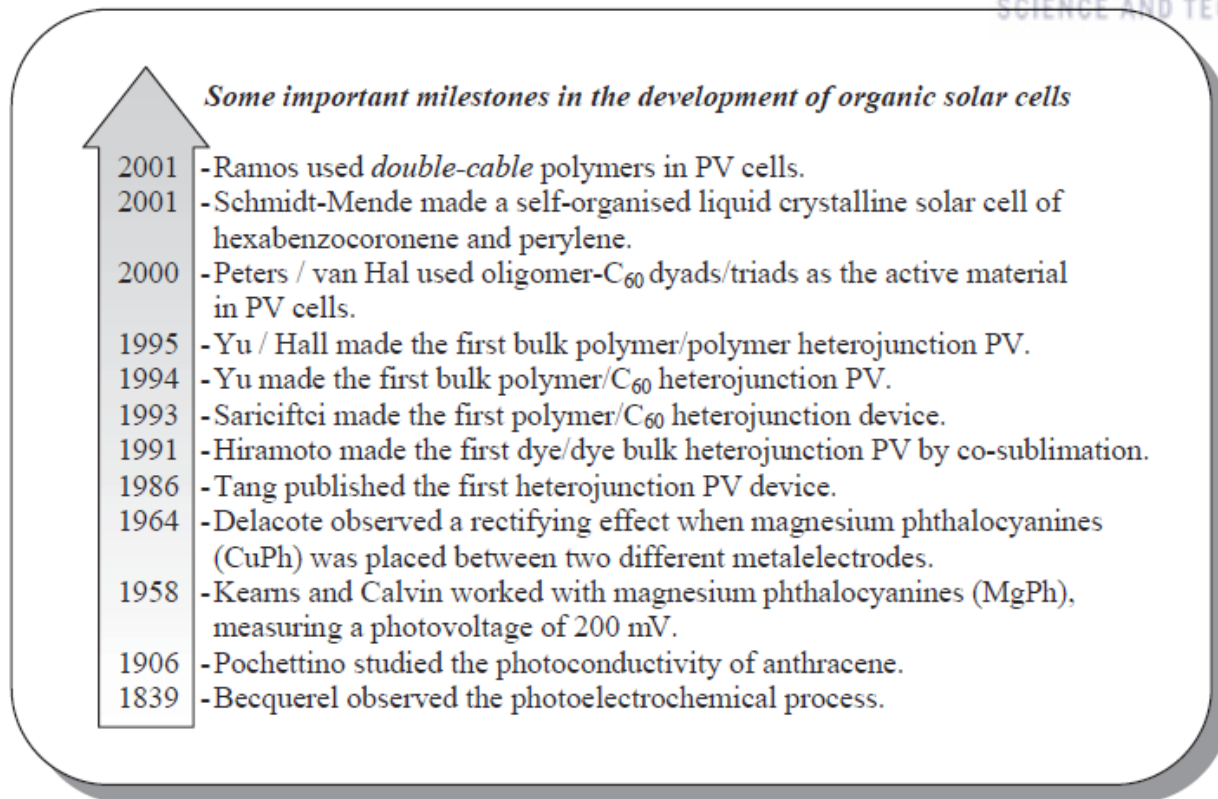 SCIENCE AND
Some important milestones in the development of organic solar cells
2001 -Ramos used double-cable polymers in PV cells.
2001 -Schmidt-Mende made a self-organised liquid crystalline solar cell of
hexabenzocoronene and perylene.
2000 -Peters / van Hal used oligomer-C₆₀ dyads/triads as the active material
in PV cells.
1995 -Yu / Hall made the first bulk polymer/polymer heterojunction PV.
1994 -Yu made the first bulk polymer/C₆₀ heterojunction PV.
1993 -Sariciftci made the first polymer/C₆₀ heterojunction device.
1991 -Hiramoto made the first dye/dye bulk heterojunction PV by co-sublimation.
1986 -Tang published the first heterojunction PV device.
1964 -Delacote observed a rectifying effect when magnesium phthalocyanines
(CuPh) was placed between two different metalelectrodes.
1958 -Kearns and Calvin worked with magnesium phthalocyanines (MgPh),
measuring a photovoltage of 200 mV.
1906 -Pochettino studied the photoconductivity of anthracene.
1839 -Becquerel observed the photoelectrochemical process.